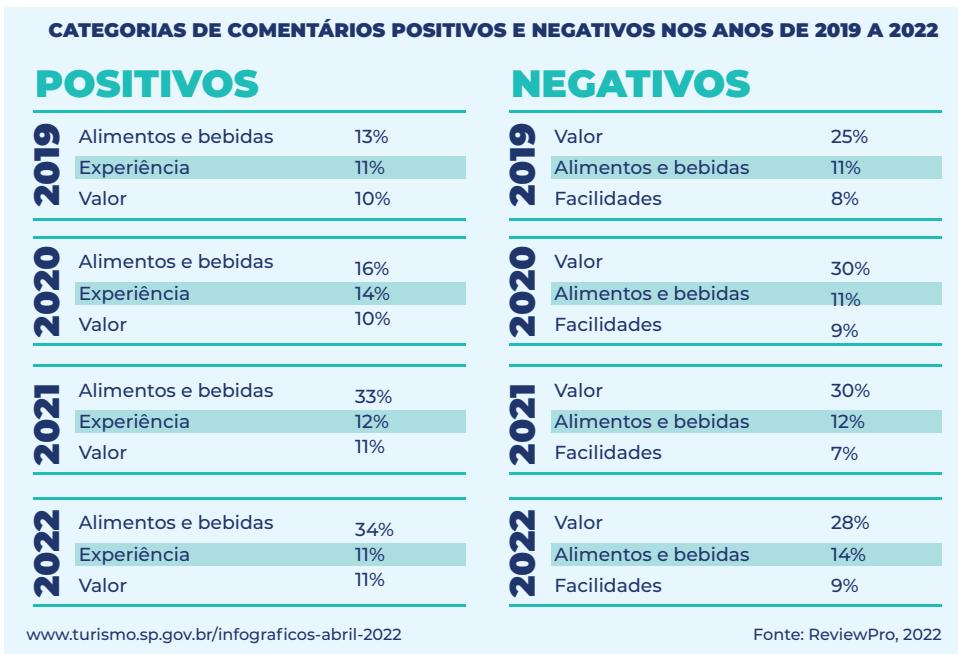 CATEGORIAS DE COMENTÁRIOS POSITIVOS E NEGATIVOS NOS ANOS DE 2019 A 2022
POSITIVOS
2019
Alimentos e bebidas 13%
Experiência 11%
Valor 10%
2020
Alimentos e bebidas 16%
Experiência 14%
Valor 10%
2021
Alimentos e bebidas 33%
Experiência 12%
Valor 11%
2022
Alimentos e bebidas 34%
Experiência 11%
Valor 11%
NEGATIVOS
2019
Valor 25%
Alimentos e bebidas 11%
Facilidades 8%
2020
Valor 30%
Alimentos e bebidas 11%
Facilidades 9%
2021
Valor 30%
Alimentos e bebidas 12%
Facilidades 7%
2022
Valor 28%
Alimentos e bebidas 14%
Facilidades 9%
www.turismo.sp.gov.br/infograficos-abril-2022
Fonte: ReviewPro, 2022